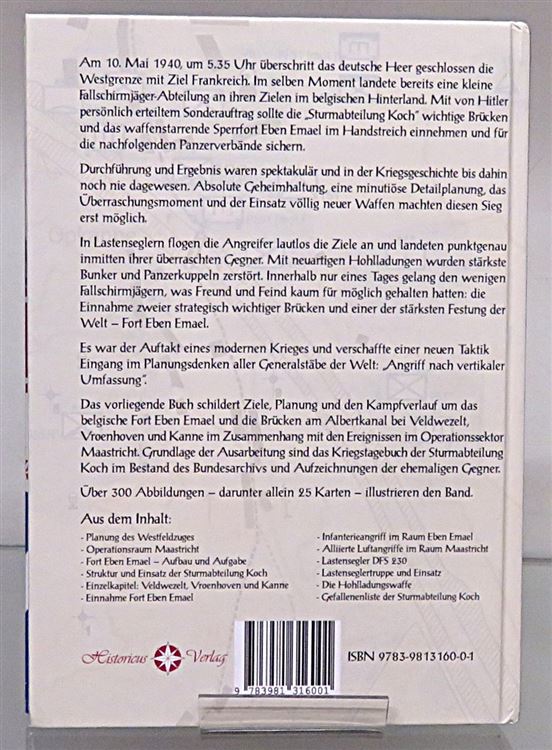 Am 10. Mai 1940, um 5.35 Uhr überschritt das deutsche Heer geschlossen die
Westgrenze mit Ziel Frankreich. Im selben Moment landete bereits eine kleine
Fallschirmjäger-Abteilung an ihren Zielen im belgischen Hinterland. Mit von Hitler
persönlich erteiltem Sonderauftrag sollte die „Sturmabteilung Koch" wichtige Brücken
und das waffenstarrende Sperrfort Eben Emael im Handstreich einnehmen und für
die nachfolgenden Panzerverbände sichern.
Durchführung und Ergebnis waren spektakulär und in der Kriegsgeschichte bis dahin
noch nie dagewesen. Absolute Geheimhaltung, eine minutiöse Detailplanung, das
Überraschungsmoment und der Einsatz völlig neuer Waffen machten diesen Sieg
erst möglich.
In Lastenseglern flogen die Angreifer lautlos die Ziele an und landeten punktgenau
inmitten ihrer überraschten Gegner. Mit neuartigen Hohlladungen wurden stärkste
Bunker und Panzerkuppeln zerstört. Innerhalb nur eines Tages gelang den wenigen
Fallschirmjägern, was Freund und Feind kaum für möglich gehalten hatten: die
Einnahme zweier strategisch wichtiger Brücken und einer der stärksten Festung der
Welt – Fort Eben Emael.
Es war der Auftakt eines modernen Krieges und verschaffte einer neuen Taktik
Eingang im Planungsdenken aller Generalstäbe der Welt: „Angriff nach vertikaler
Umfassung".
Das vorliegende Buch schildert Ziele, Planung und den Kampfverlauf um das
belgische Fort Eben Emael und die Brücken am Albertkanal bei Veldwezelt,
Vroenhoven und Kanne im Zusammenhang mit den Ereignissen im Operationssektor
Maastricht. Grundlage der Ausarbeitung sind das Kriegstagebuch der Sturmabteilung
Koch im Bestand des Bundesarchivs und Aufzeichnungen der ehemaligen Gegner.
Über 300 Abbildungen – darunter allein 25 Karten – illustrieren den Band.
Aus dem Inhalt:
- Planung des Westfeldzuges
- Operationsraum Maastricht
- Fort Eben Emael – Aufbau und Aufgabe
- Struktur und Einsatz der Sturmabteilung Koch
- Einzelkapitel: Veldwezelt, Vroenhoven und Kanne
- Einnahme Fort Eben Emael
- Infanterieangriff im Raum Eben Emael
- Alliierte Luftangriffe im Raum Maastricht
- Lastensegler DFS 230
- Lastenseglertruppe und Einsatz
- Die Hohlladungswaffe
- Gefallenenliste der Sturmabteilung Koch
Historicus Verlag
ISBN 9783-9813160-0-1
9 783981 316001